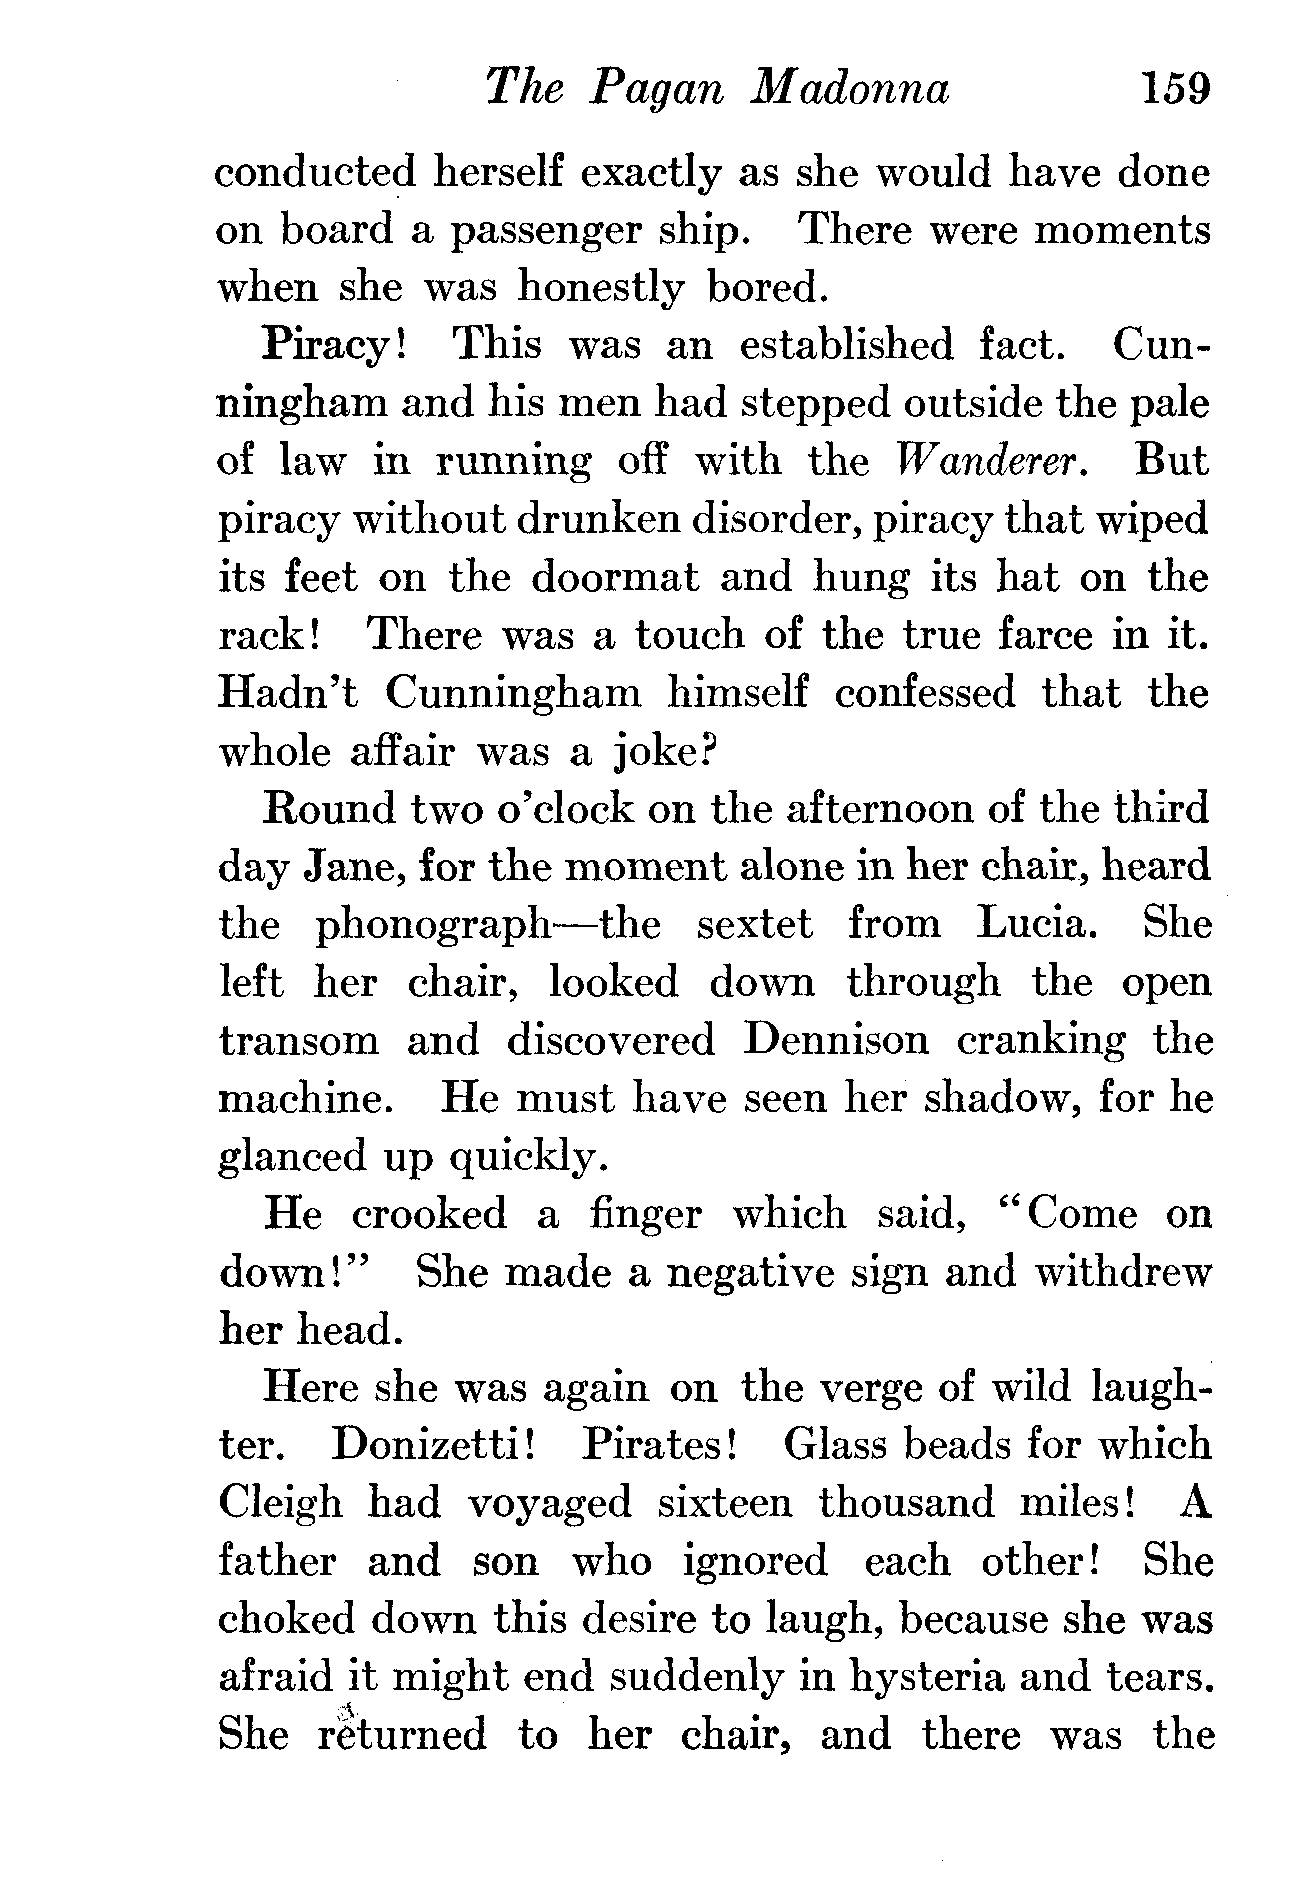 The Pagan Madonna 159
conducted herself exactly as she would have done
on board a passenger ship. There were moments
when she was honestly bored.
Piracy! This was an established fact. Cun-
ningham and his men had stepped outside the pale
of law in running off with the Wanderer. But
piracy without drunken disorder, piracy that wiped
its feet on the doormat and hung its hat on the
rack! There was a touch of the true farce in it.
Hadn't Cunningham himself confessed that the
whole affair was a joke?
Round two o'clock on the afternoon of the third
day Jane, for the moment alone in her chair, heard
the phonograph—the sextet from Lucia. She
left her chair, looked down through the open
transom and discovered Dennison cranking the
machine. He must have seen her shadow, for he
glanced up quickly.
He crooked a finger which said, "Come on
down!" She made a negative sign and withdrew
her head.
Here she was again on the verge of wild laugh-
ter. Donizetti! Pirates! Glass beads for which
Cleigh had voyaged sixteen thousand miles! A
father and son who ignored each other! She
choked down this desire to laugh, because she was
afraid it might end suddenly in hysteria and tears.
She returned to her chair, and there was the